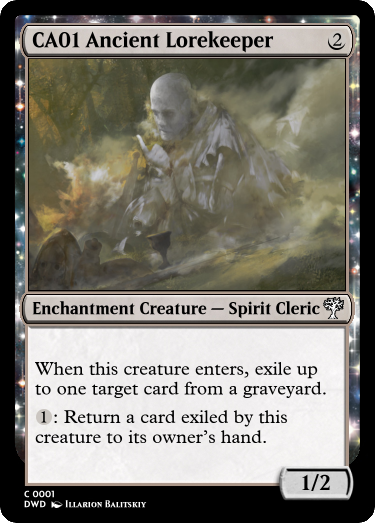 CA01 Ancient Lorekeeper 2
Enchantment Creature — Spirit Cleric
When this creature enters, exile up
to one target card from a graveyard.
1: Return a card exiled by this
creature to its owner's hand.
1/2
C 0001
DWD Illarion Balitskiy